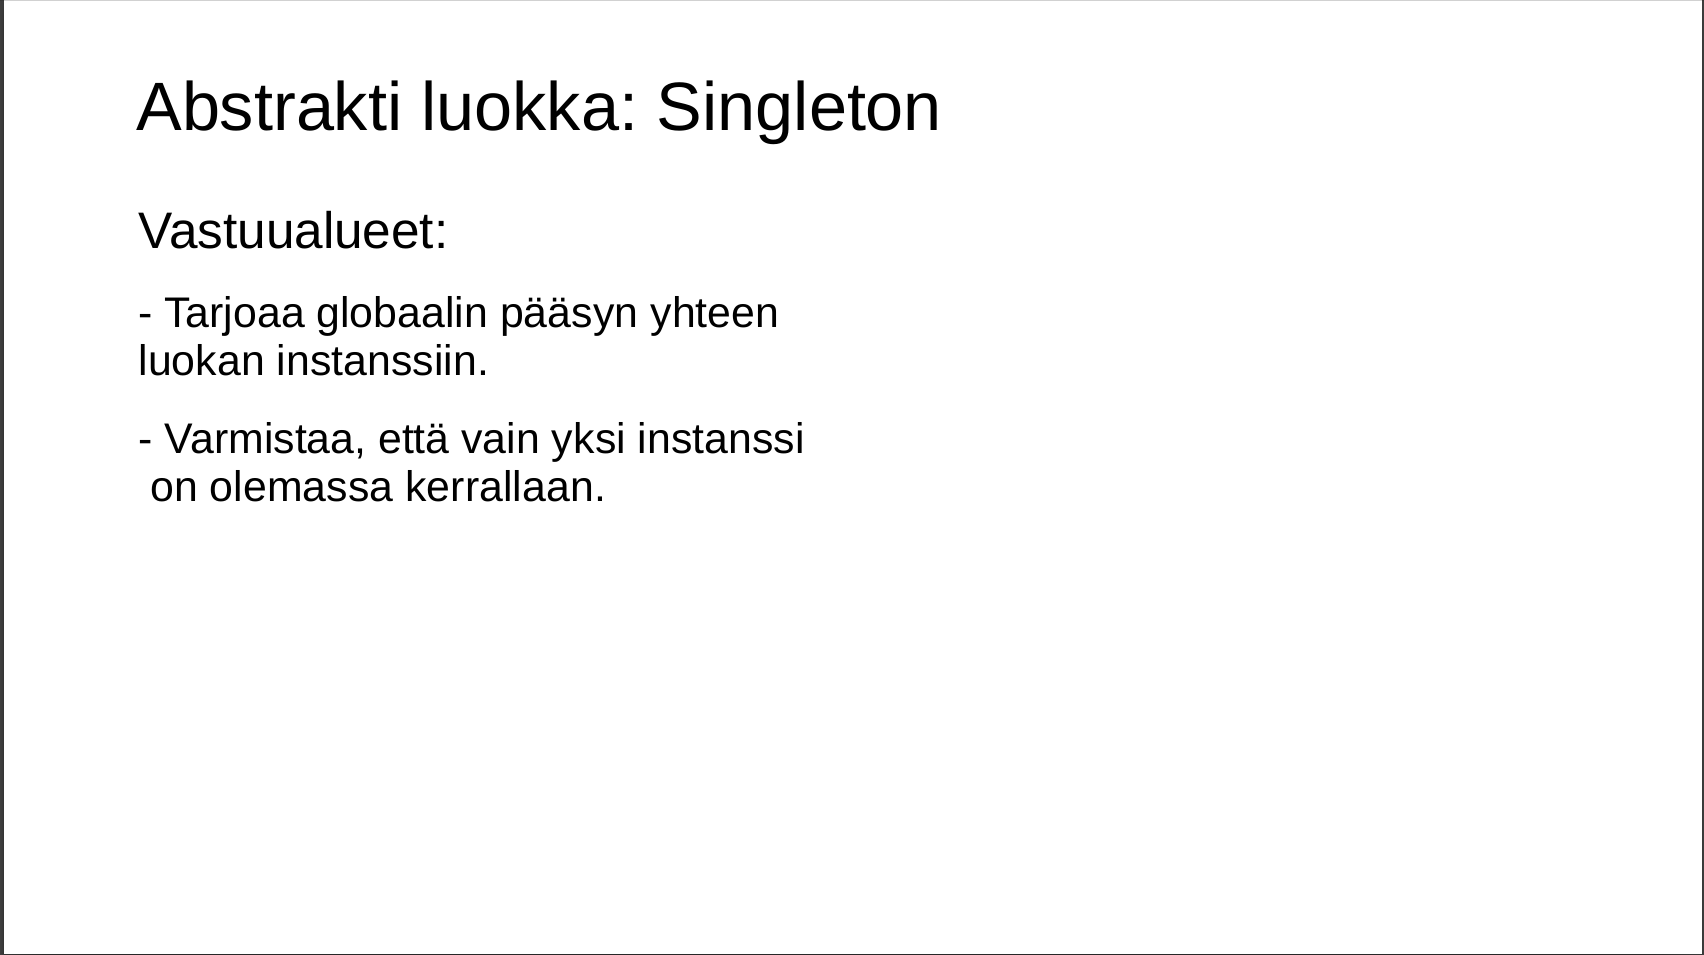 Abstrakti luokka: Singleton
Vastuualueet:
- Tarjoaa globaalin pääsyn yhteen
luokan instanssiin.
- Varmistaa, että vain yksi instanssi
on olemassa kerrallaan.